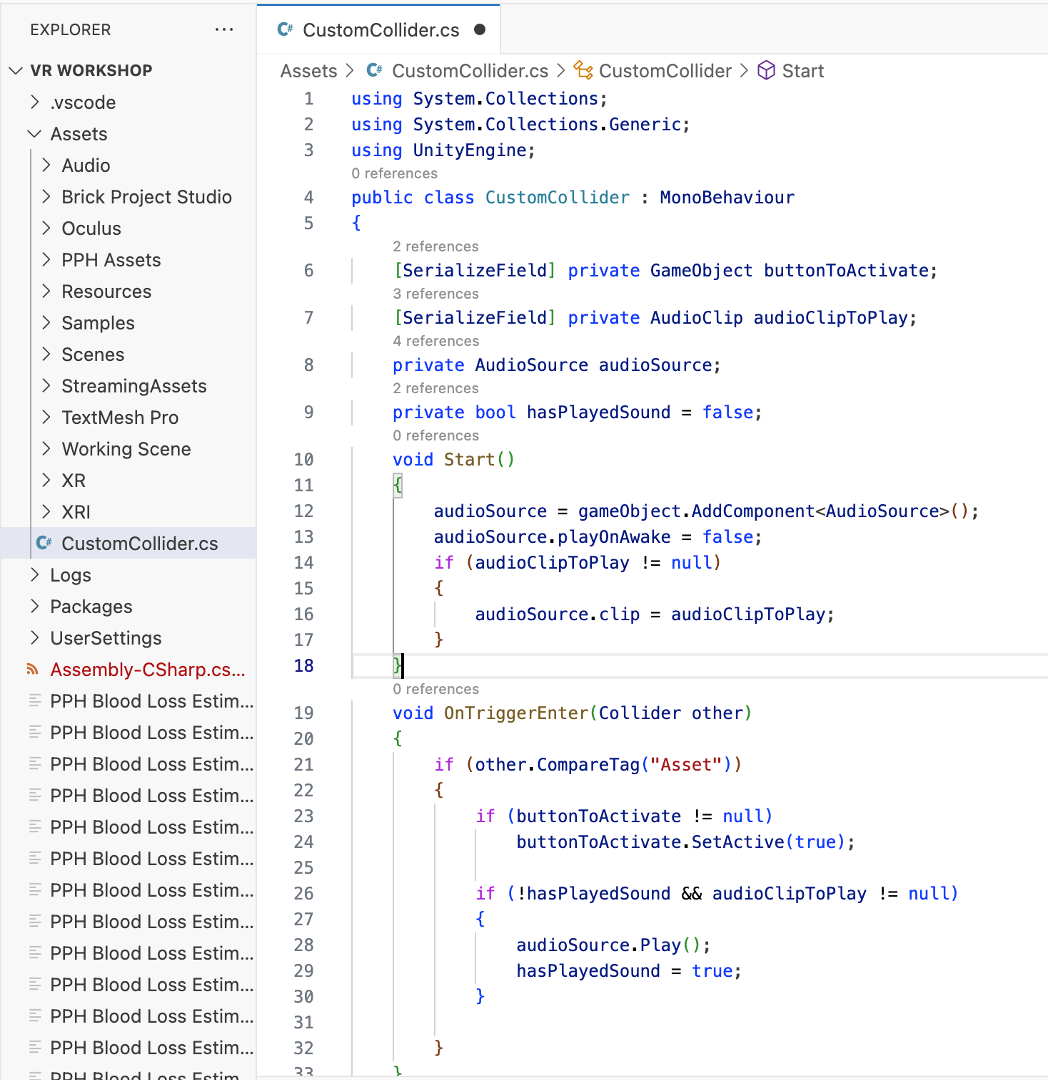 EXPLORER ...
VR WORKSHOP
.vscode
Assets
Audio
Brick Project Studio
Oculus
PPH Assets
Resources
Samples
Scenes
StreamingAssets
TextMesh Pro
Working Scene
XR
XRI
C# CustomCollider.cs
Logs
Packages
UserSettings
Assembly-CSharp.cs...
PPH Blood Loss Estim...
PPH Blood Loss Estim...
PPH Blood Loss Estim...
PPH Blood Loss Estim...
PPH Blood Loss Estim...
PPH Blood Loss Estim...
PPH Blood Loss Estim...
PPH Blood Loss Estim...
PPH Blood Loss Estim...
PPH Blood Loss Estim...
PPH Blood Loss Estim...
PPH Blood Loss Estim...
PPH Blood Loss Estim...
C# CustomCollider.cs
Assets > C# CustomCollider.cs > CustomCollider > Start
1 using System.Collections;
2 using System.Collections.Generic;
3 using UnityEngine;
0 references
4 public class CustomCollider : MonoBehaviour
5 {
2 references
6 [SerializeField] private GameObject buttonToActivate;
3 references
7 [SerializeField] private AudioClip audioClipToPlay;
4 references
8 private AudioSource audioSource;
2 references
9 private bool hasPlayedSound = false;
0 references
10 void Start()
11 {
12 audioSource = gameObject.AddComponent<AudioSource>();
13 audioSource.playOnAwake = false;
14 if (audioClipToPlay != null)
15 {
16 audioSource.clip = audioClipToPlay;
17 }
18 }
0 references
19 void OnTriggerEnter(Collider other)
20 {
21 if (other.CompareTag("Asset"))
22 {
23 if (buttonToActivate != null)
24 buttonToActivate.SetActive(true);
25
26 if (!hasPlayedSound && audioClipToPlay != null)
27 {
28 audioSource.Play();
29 hasPlayedSound = true;
30 }
31
32 }
33 }